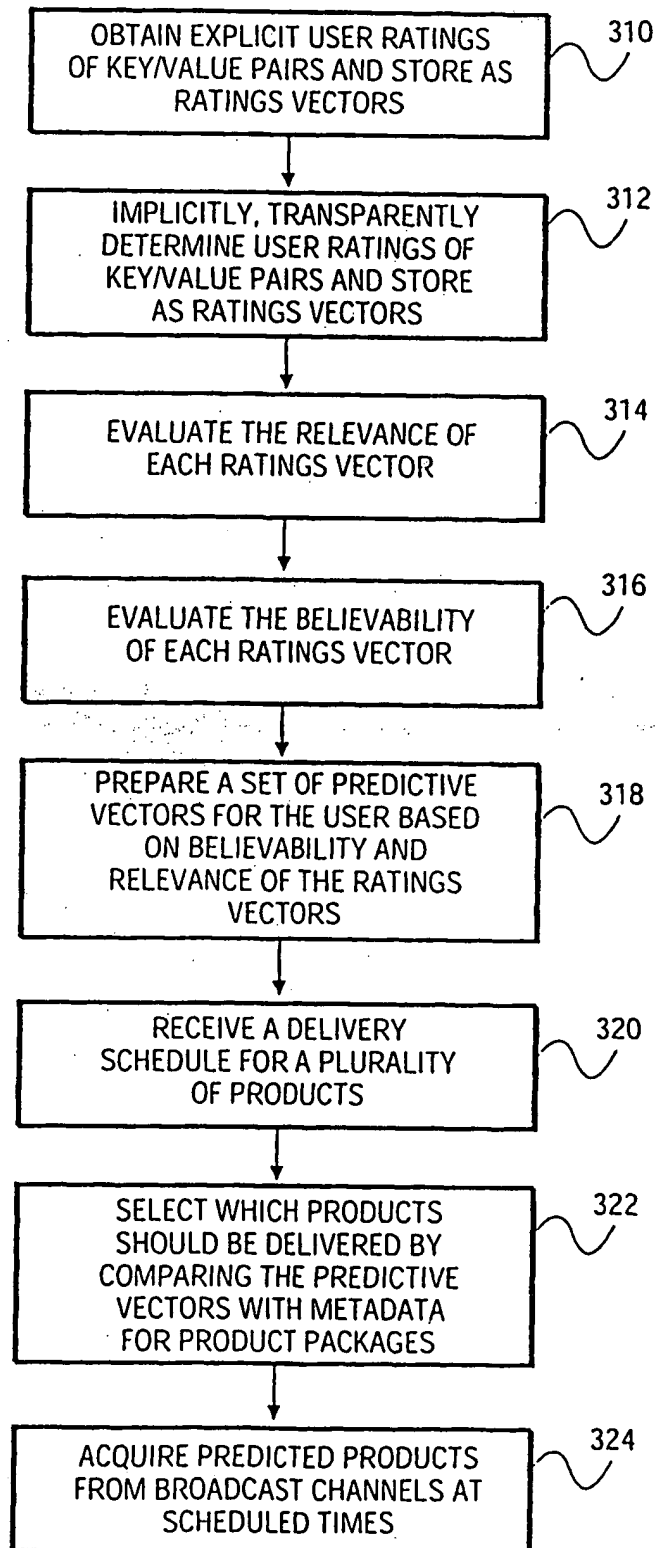 OBTAIN EXPLICIT USER RATINGS
OF KEY/VALUE PAIRS AND STORE AS
RATINGS VECTORS
310
IMPLICITLY, TRANSPARENTLY
DETERMINE USER RATINGS OF
KEY/VALUE PAIRS AND STORE
AS RATINGS VECTORS
312
EVALUATE THE RELEVANCE OF
EACH RATINGS VECTOR
314
EVALUATE THE BELIEVABILITY
OF EACH RATINGS VECTOR
316
PREPARE A SET OF PREDICTIVE
VECTORS FOR THE USER BASED
ON BELIEVABILITY AND
RELEVANCE OF THE RATINGS
VECTORS
318
RECEIVE A DELIVERY
SCHEDULE FOR A PLURALITY
OF PRODUCTS
320
SELECT WHICH PRODUCTS
SHOULD BE DELIVERED BY
COMPARING THE PREDICTIVE
VECTORS WITH METADATA
FOR PRODUCT PACKAGES
322
ACQUIRE PREDICTED PRODUCTS
FROM BROADCAST CHANNELS AT
SCHEDULED TIMES
324